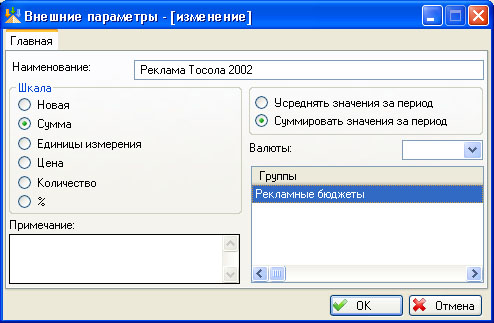 Внешние параметры - [изменение]
Главная
Наименование: Реклама Тосола 2002
Шкала
Новая
Сумма
Единицы измерения
Цена
Количество
%
Примечание:
Усреднять значения за период
Суммировать значения за период
Валюты:
Группы
Рекламные бюджеты
OK Отмена